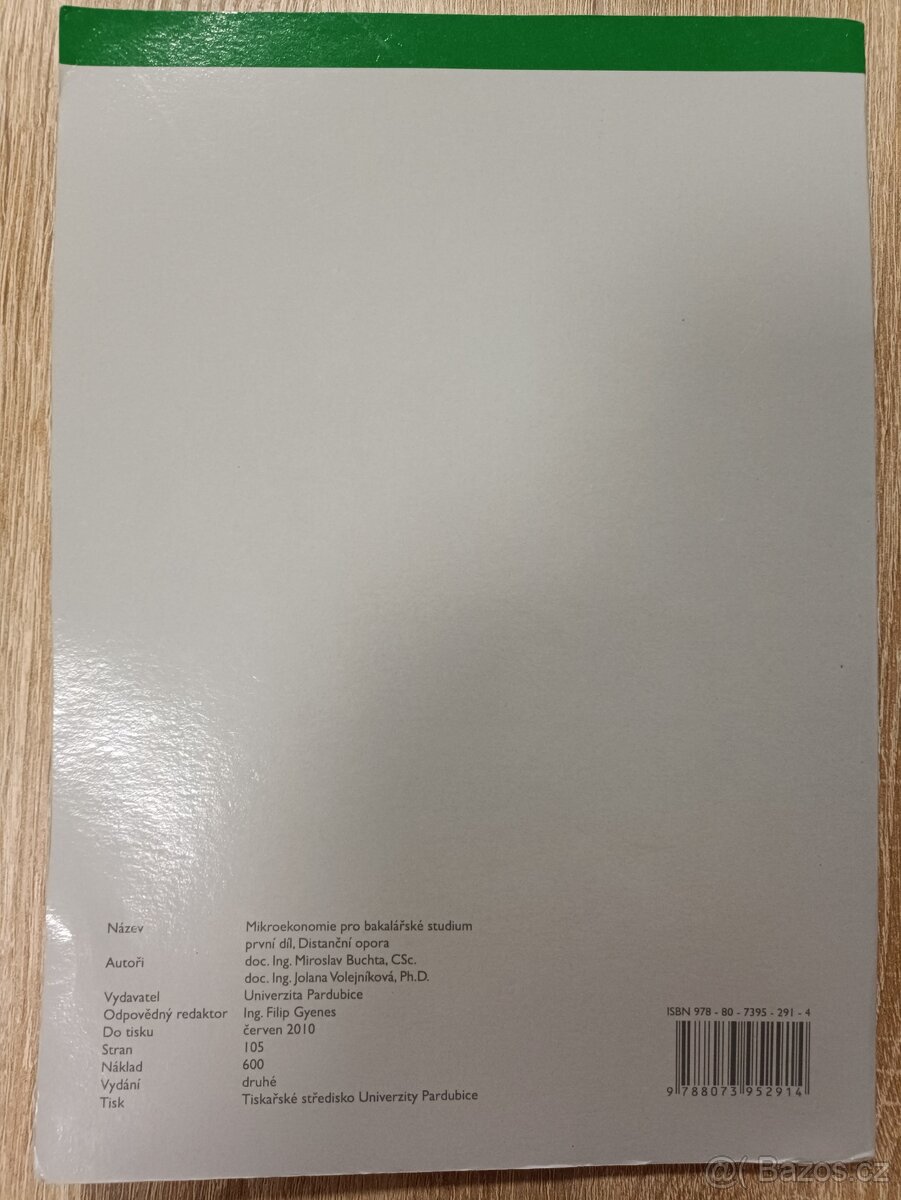 Název Mikroekonomie pro bakalářské studium
první díl, Distanční opora
Autoři doc. Ing. Miroslav Buchta, CSc.
doc. Ing. Jolana Volejníková, Ph.D.
Vydavatel Univerzita Pardubice
Odpovědný redaktor Ing. Filip Gyenes
Do tisku červen 2010
Stran 105
Náklad 600
Vydání druhé
Tisk Tiskařské středisko Univerzity Pardubice
ISBN 978 - 80 - 7395 - 291 - 4
9 788073 952914
@( Bazos.cz